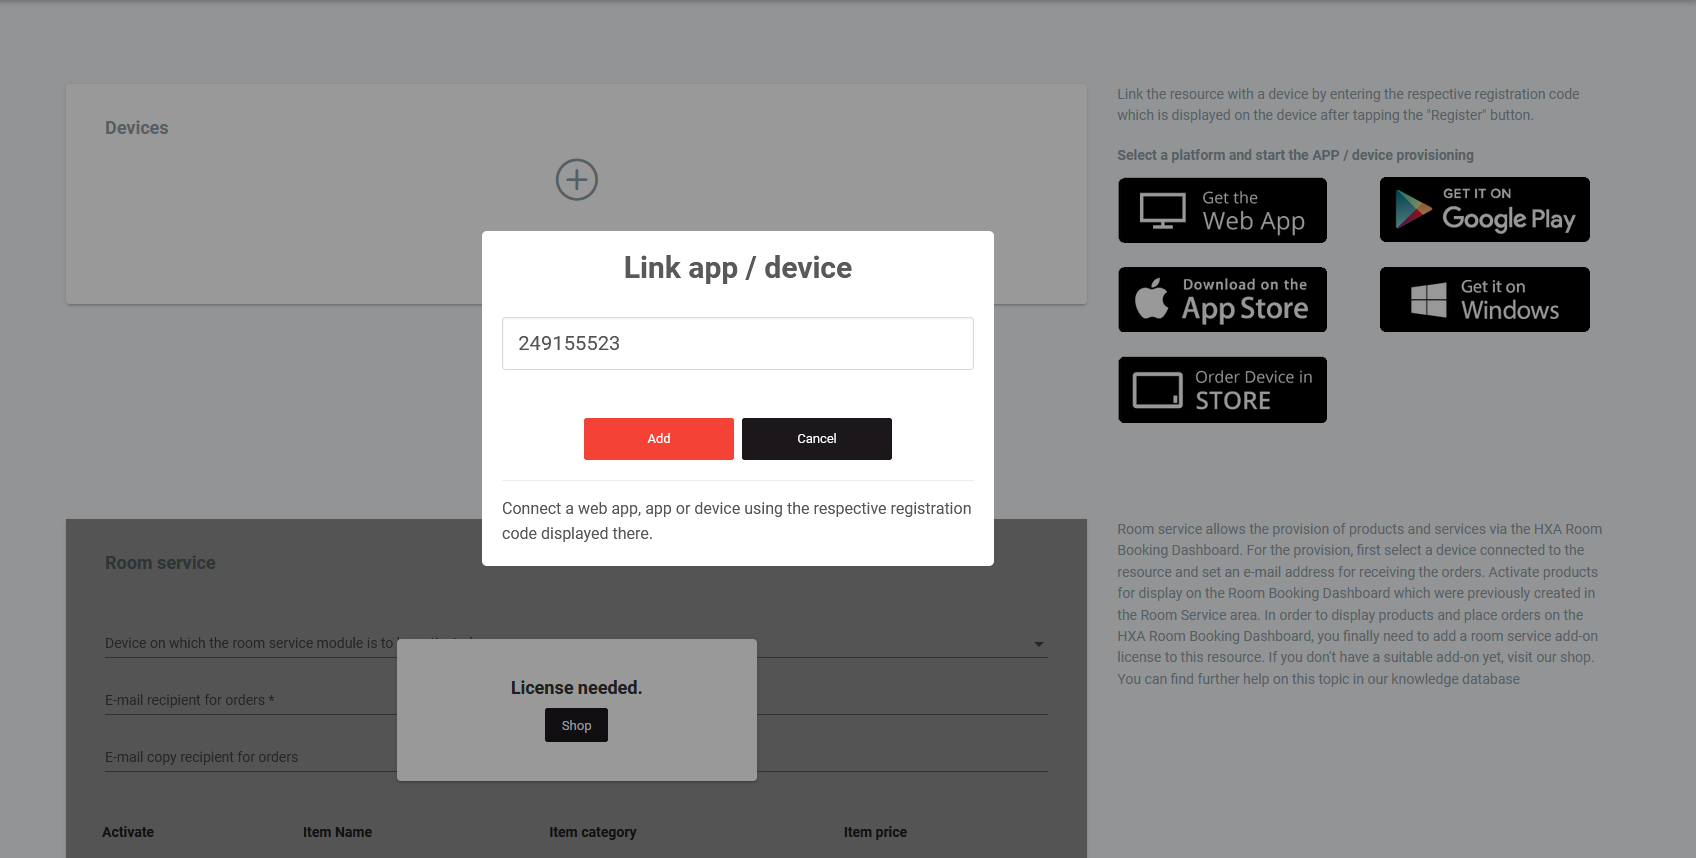 Devices
Link the resource with a device by entering the respective registration code
which is displayed on the device after tapping the "Register" button.
Select a platform and start the APP / device provisioning
Get the
Web App
GET IT ON
Google Play
Download on the
App Store
Get it on
Windows
Order Device in
STORE
Link app / device
249155523
Add
Cancel
Connect a web app, app or device using the respective registration
code displayed there.
Room service
Device on which the room service module is to
E-mail recipient for orders *
E-mail copy recipient for orders
License needed.
Shop
Activate
Item Name
Item category
Item price
Room service allows the provision of products and services via the HXA Room
Booking Dashboard. For the provision, first select a device connected to the
resource and set an e-mail address for receiving the orders. Activate products
for display on the Room Booking Dashboard which were previously created in
the Room Service area. In order to display products and place orders on the
HXA Room Booking Dashboard, you finally need to add a room service add-on
license to this resource. If you don't have a suitable add-on yet, visit our shop.
You can find further help on this topic in our knowledge database